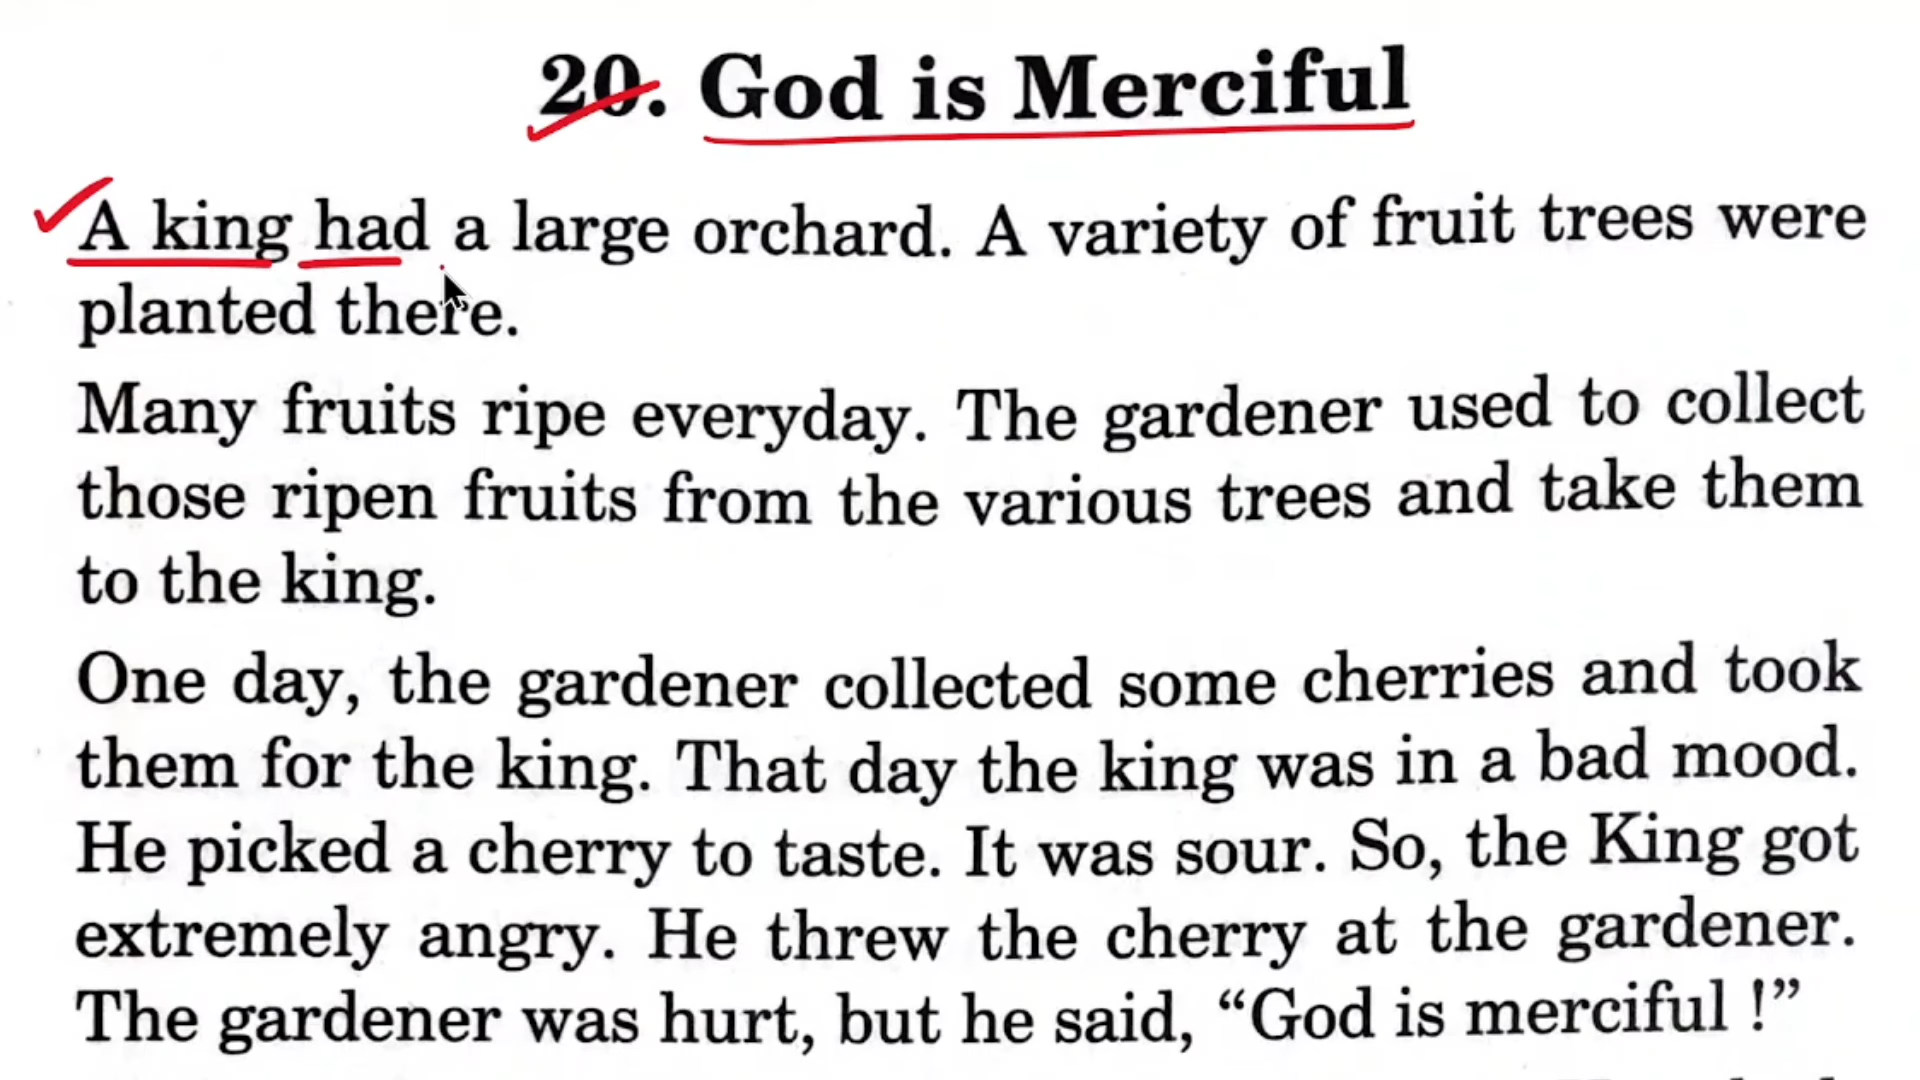 20. God is Merciful
A king had a large orchard. A variety of fruit trees were
planted there.
Many fruits ripe everyday. The gardener used to collect
those ripen fruits from the various trees and take them
to the king.
One day, the gardener collected some cherries and took
them for the king. That day the king was in a bad mood.
He picked a cherry to taste. It was sour. So, the King got
extremely angry. He threw the cherry at the gardener.
The gardener was hurt, but he said, “God is merciful !”